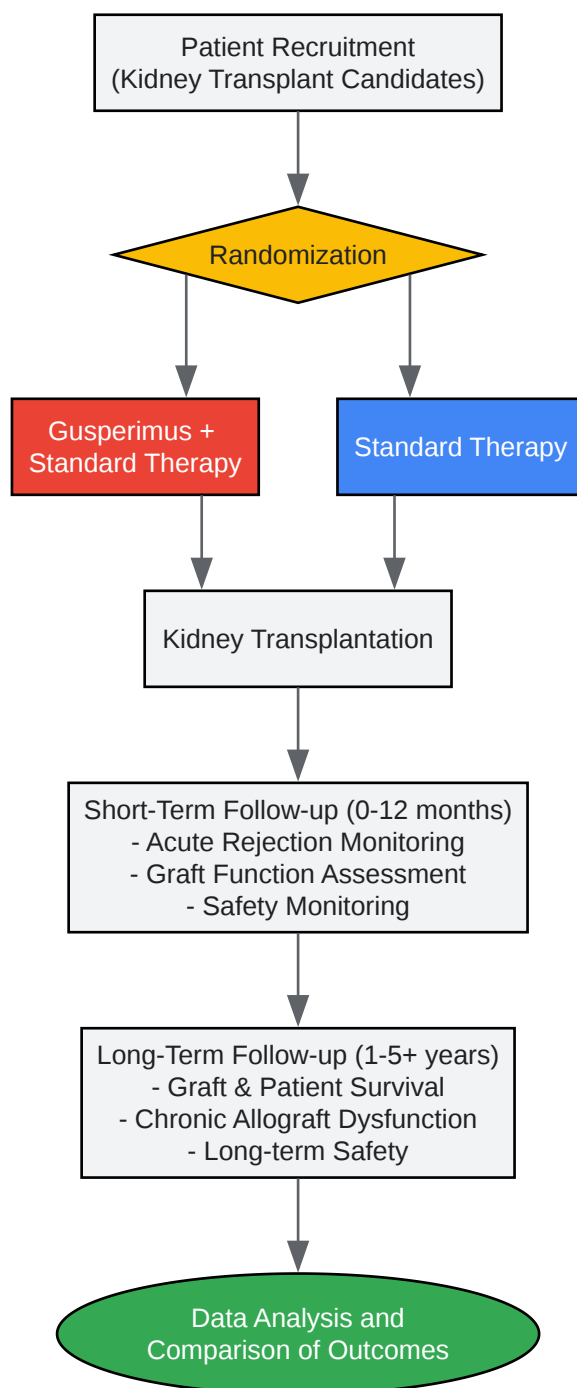 Patient Recruitment
(Kidney Transplant Candidates)
Randomization
Gusperimus +
Standard Therapy
Standard Therapy
Kidney Transplantation
Short-Term Follow-up (0-12 months)
- Acute Rejection Monitoring
- Graft Function Assessment
- Safety Monitoring
Long-Term Follow-up (1-5+ years)
- Graft & Patient Survival
- Chronic Allograft Dysfunction
- Long-term Safety
Data Analysis and
Comparison of Outcomes